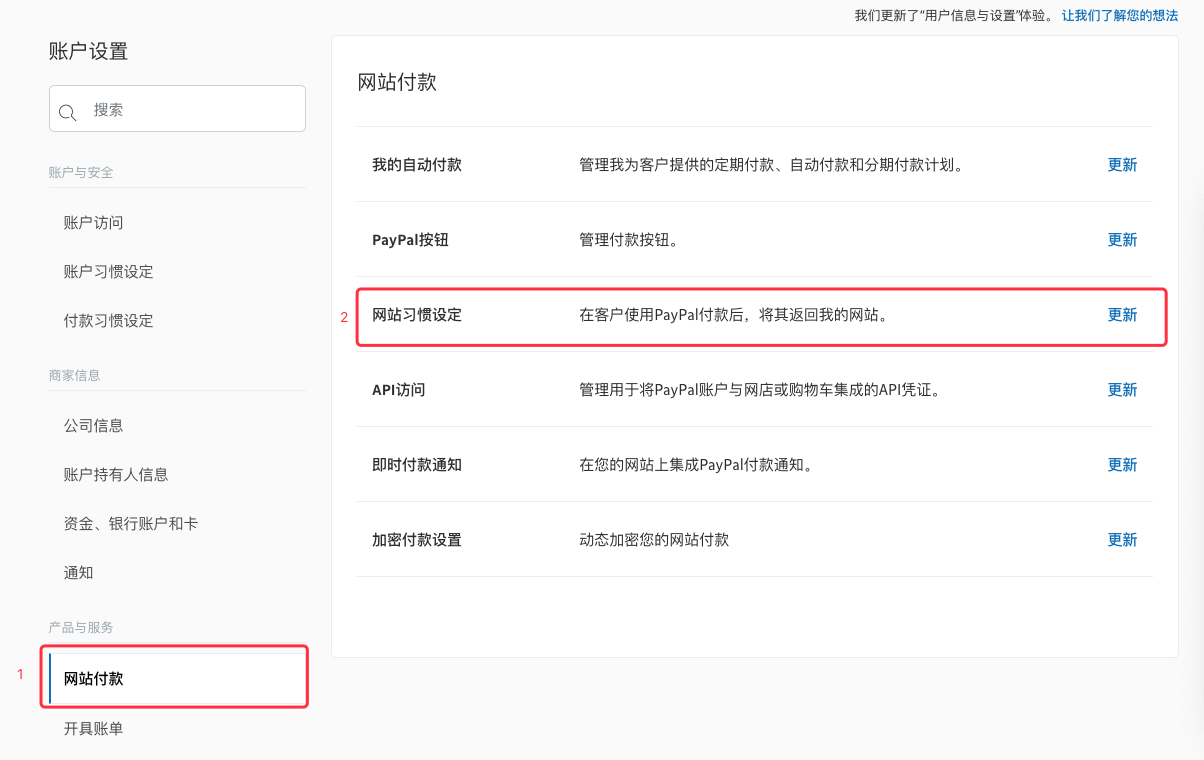 我们更新了“用户信息与设置”体验。 让我们了解您的想法
账户设置
搜索
账户与安全
账户访问
账户习惯设定
付款习惯设定
商家信息
公司信息
账户持有人信息
资金、银行账户和卡
通知
产品与服务
1
网站付款
开具账单
网站付款
我的自动付款 管理我为客户提供的定期付款、自动付款和分期付款计划。 更新
PayPal按钮 管理付款按钮。 更新
2 网站习惯设定 在客户使用PayPal付款后，将其返回我的网站。 更新
API访问 管理用于将PayPal账户与网店或购物车集成的API凭证。 更新
即时付款通知 在您的网站上集成PayPal付款通知。 更新
加密付款设置 动态加密您的网站付款 更新